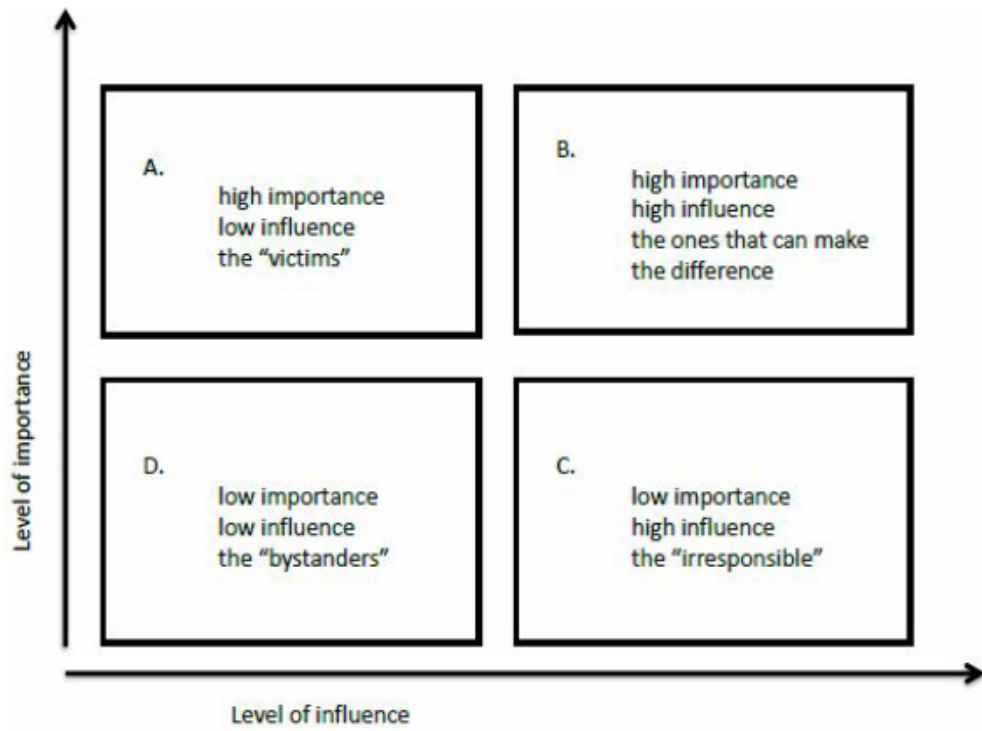 A.
high importance
low influence
the “victims”
B.
high importance
high influence
the ones that can make
the difference
D.
low importance
low influence
the “bystanders”
C.
low importance
high influence
the “irresponsible”
Level of importance
Level of influence